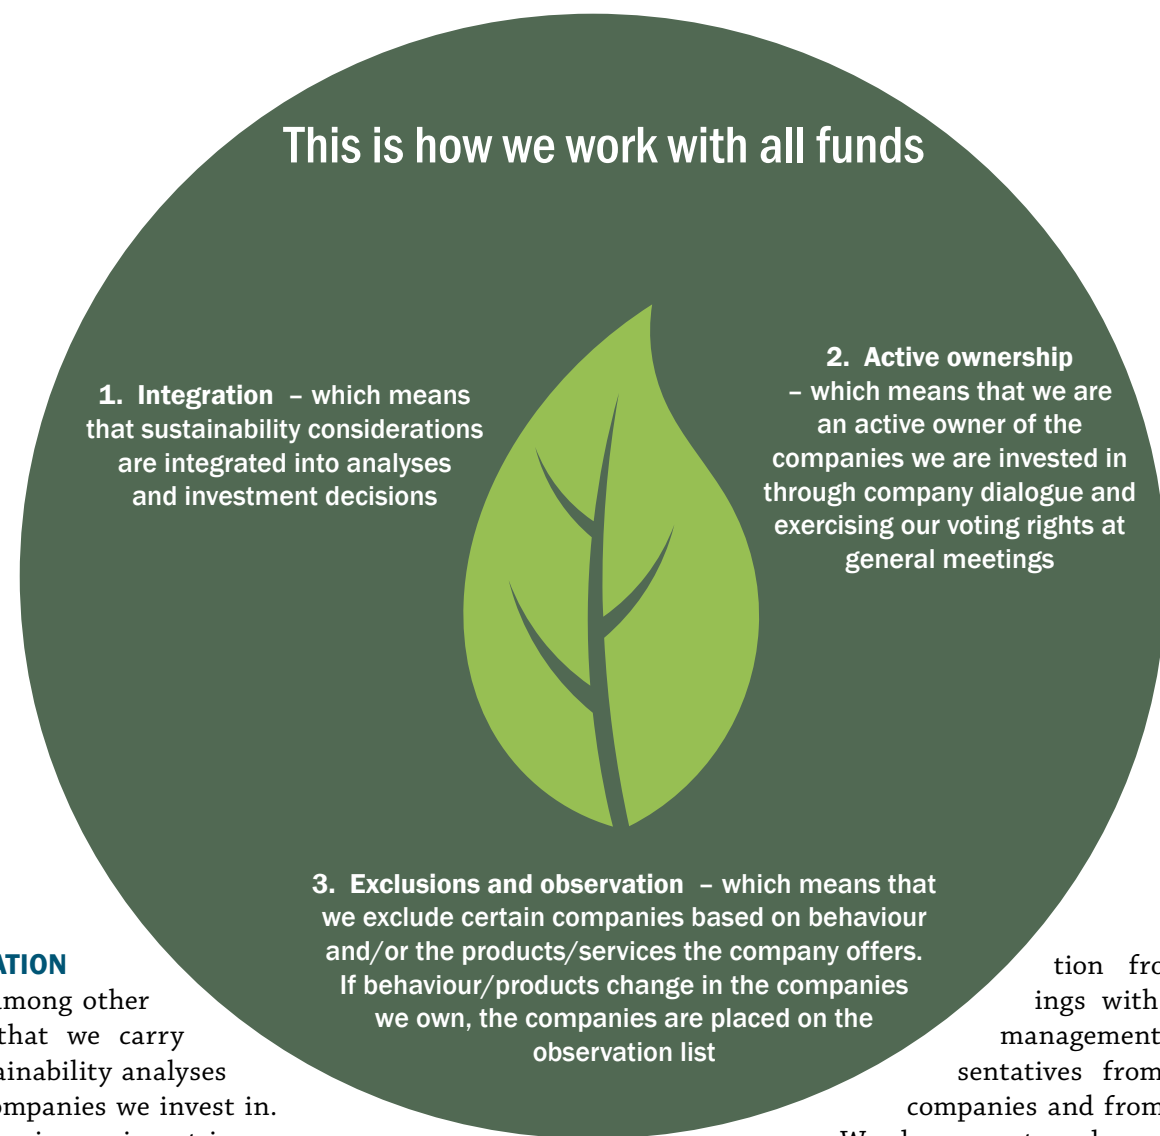 This is how we work with all funds
1. Integration – which means
that sustainability considerations
are integrated into analyses
and investment decisions
2. Active ownership
– which means that we are
an active owner of the
companies we are invested in
through company dialogue and
exercising our voting rights at
general meetings
3. Exclusions and observation – which means that
we exclude certain companies based on behaviour
and/or the products/services the company offers.
If behaviour/products change in the companies
we own, the companies are placed on the
observation list
ATION
among other
that we carry
ainability analyses
ompanies we invest in.
tion fro
ings with
management
sentatives from
companies and from